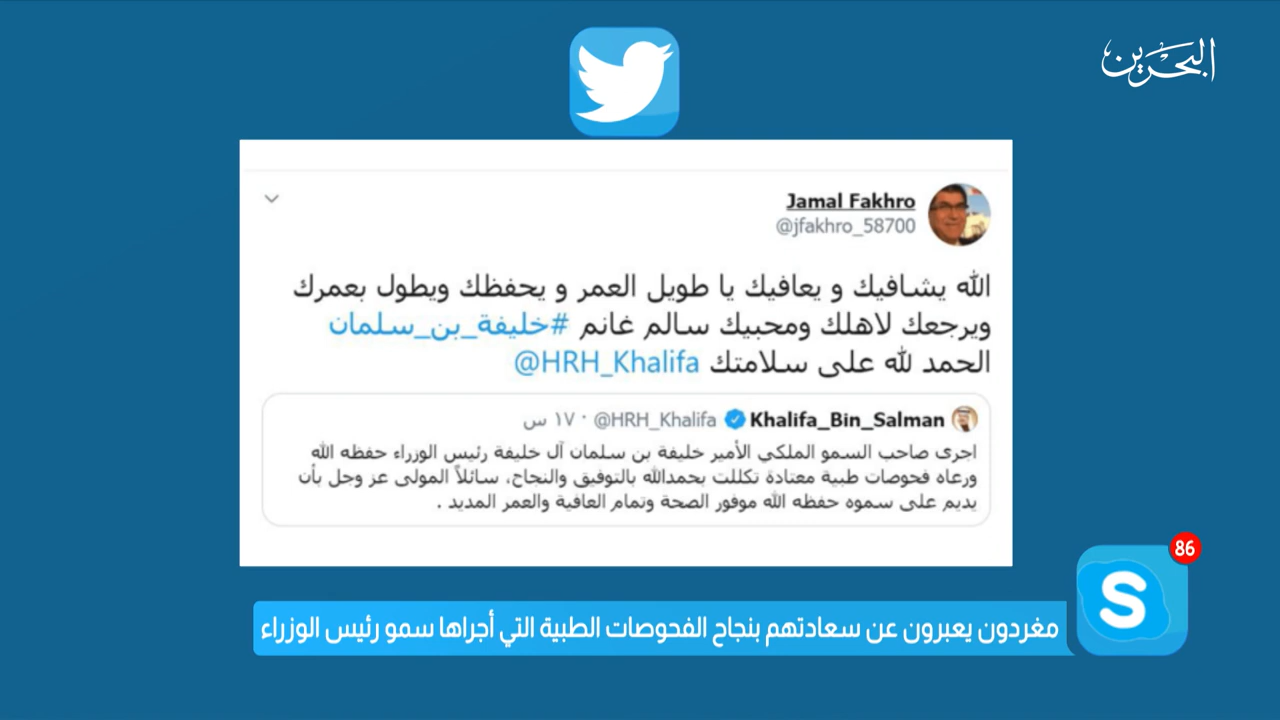 البحرين
Jamal Fakhro
@jfakhro_58700
الله يشافيك و يعافيك يا طويل العمر و يحفظك ويطول بعمرك
ويرجعك لاهلك ومحبيك سالم غانم #خليفة_بن_سلمان
الحمد لله على سلامتك @HRH_Khalifa
Khalifa_Bin_Salman @HRH_Khalifa · ١٧ س
اجرى صاحب السمو الملكي الأمير خليفة بن سلمان آل خليفة رئيس الوزراء حفظه الله
ورعاه فحوصات طبية معتادة تكللت بحمدالله بالتوفيق والنجاح، سائلاً المولى عز وجل بأن
يديم على سموه حفظه الله موفور الصحة وتمام العافية والعمر المديد .
86
S
مغردون يعبرون عن سعادتهم بنجاح الفحوصات الطبية التي أجراها سمو رئيس الوزراء